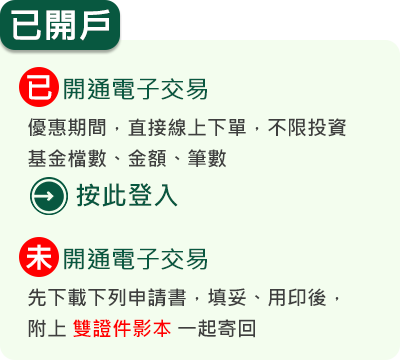 已開戶
已開通電子交易
優惠期間，直接線上下單，不限投資
基金檔數、金額、筆數
按此登入
未開通電子交易
先下載下列申請書，填妥、用印後，
附上 雙證件影本 一起寄回